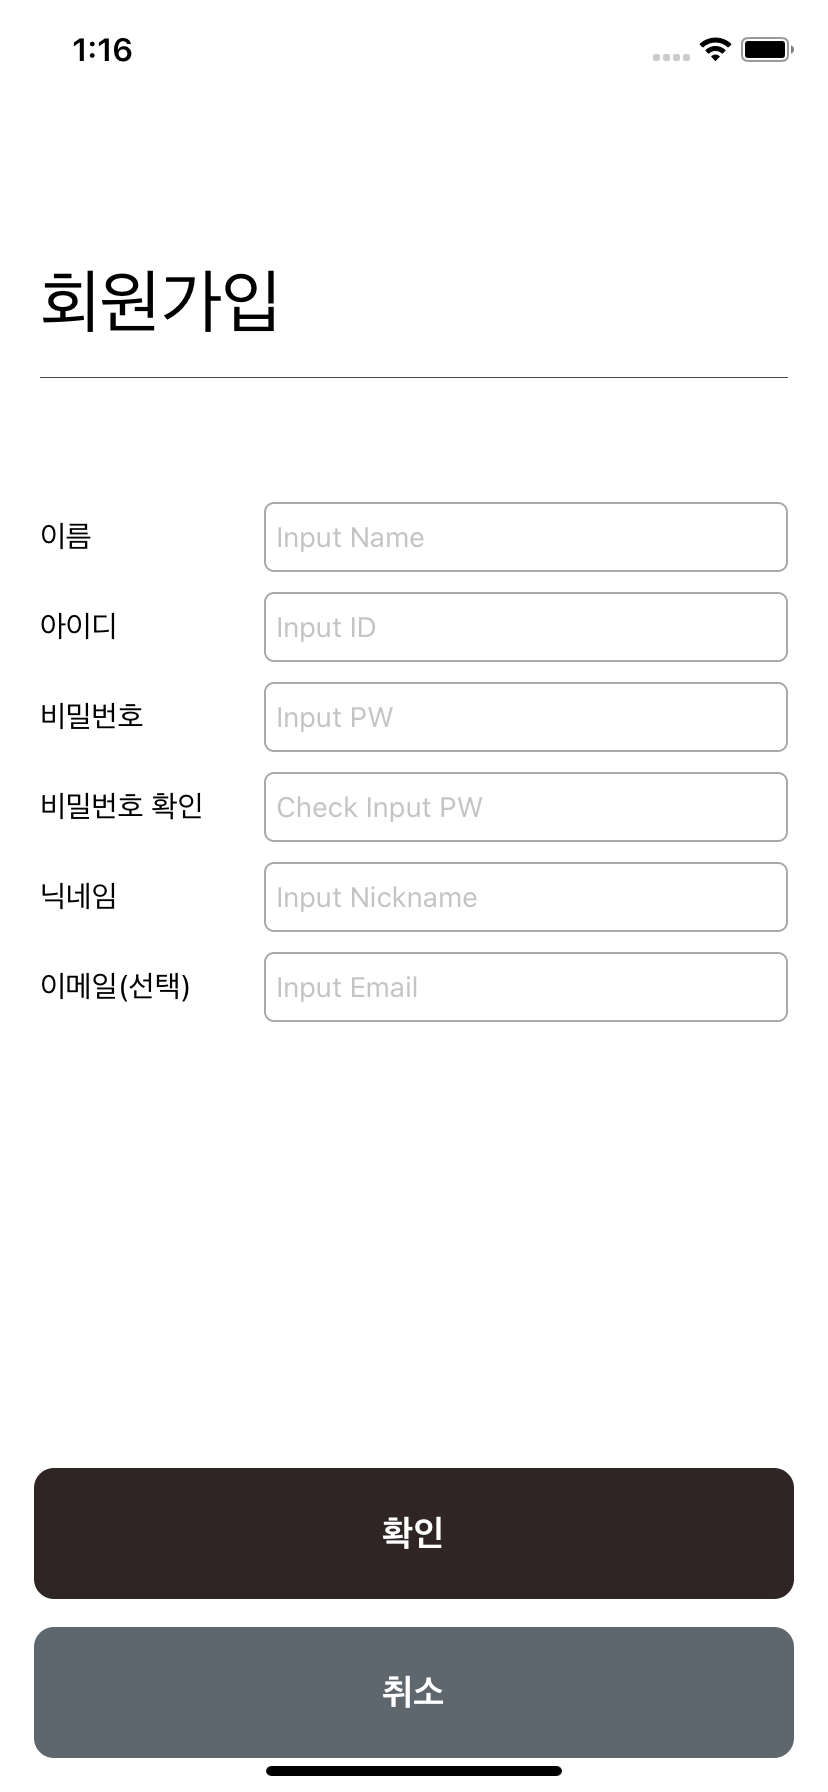 1:16
회원가입
이름 Input Name
아이디 Input ID
비밀번호 Input PW
비밀번호 확인 Check Input PW
닉네임 Input Nickname
이메일(선택) Input Email
확인
취소